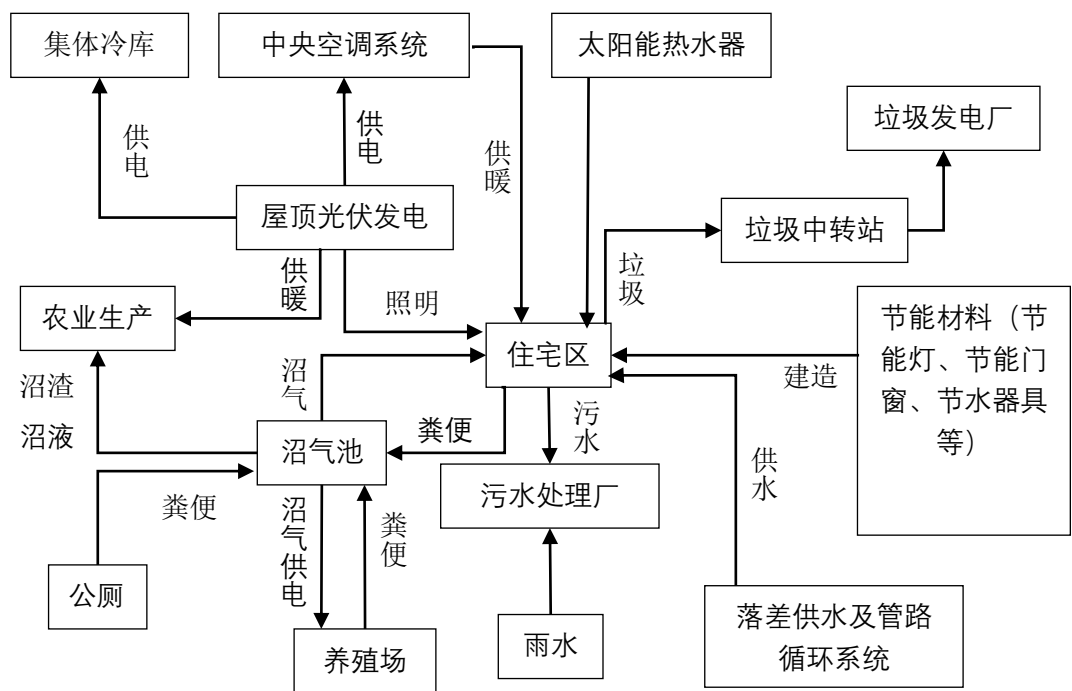 集体冷库
中央空调系统
太阳能热水器
垃圾发电厂
供电
供电
供暖
屋顶光伏发电
垃圾中转站
供暖
照明
垃圾
农业生产
住宅区
节能材料（节
能灯、节能门
窗、节水器具
等）
建造
沼渣
沼液
沼气
粪便
污水
供水
沼气池
污水处理厂
粪便
沼气供电
粪便
公厕
养殖场
雨水
落差供水及管路
循环系统